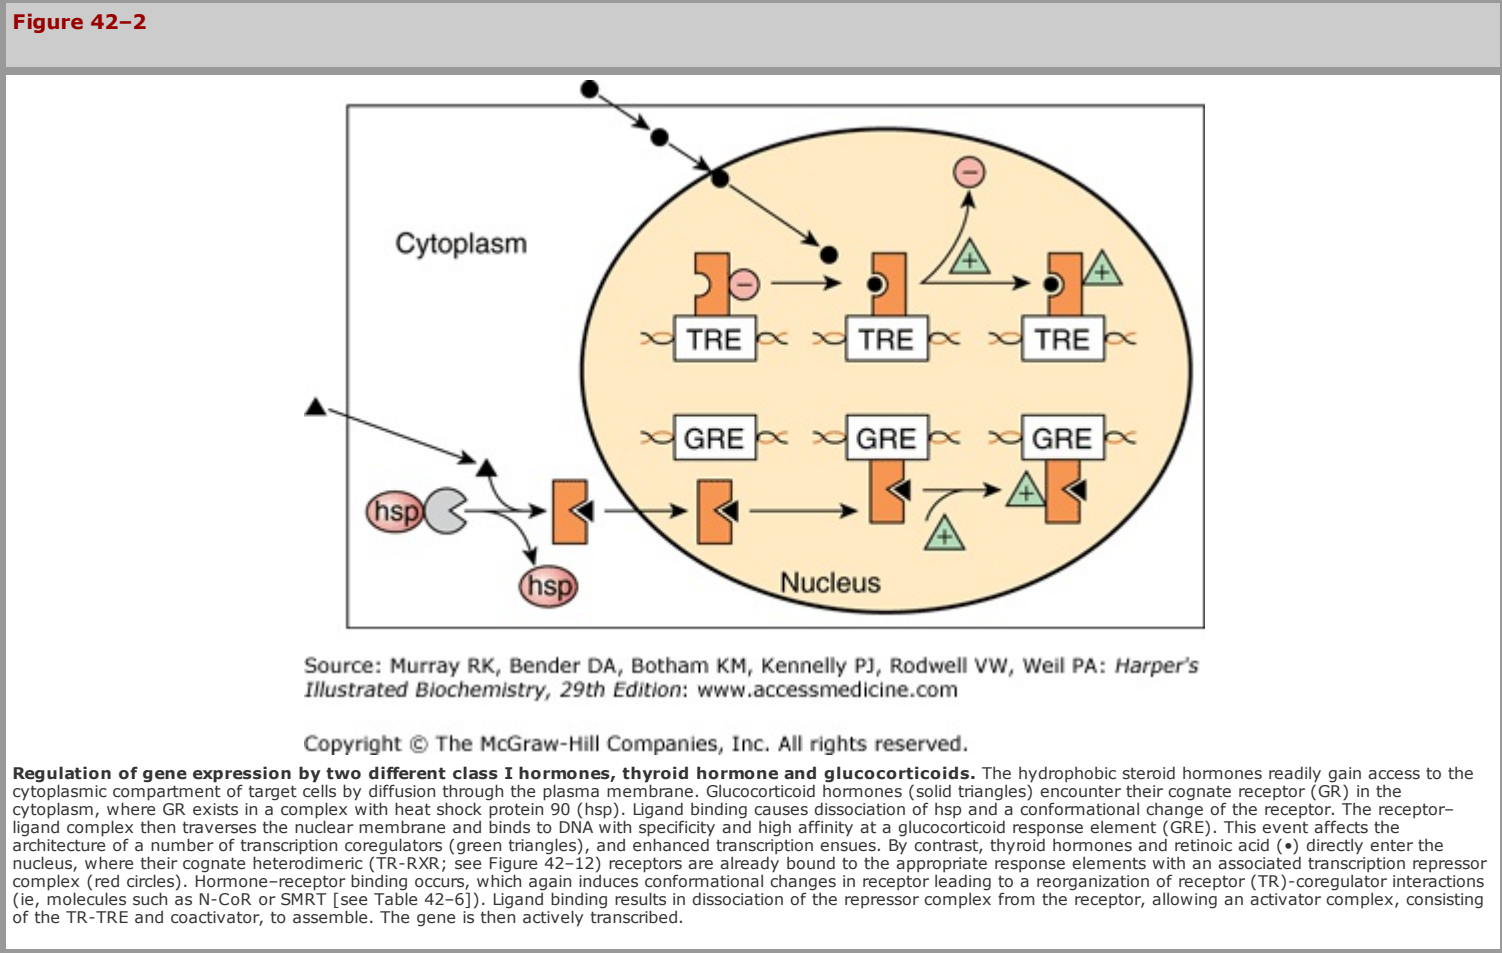 Figure 42–2
Cytoplasm
−
+
−
+
TRE
TRE
TRE
GRE
GRE
GRE
hsp
+
+
hsp
Nucleus
Source: Murray RK, Bender DA, Botham KM, Kennelly PJ, Rodwell VW, Weil PA: Harper's
Illustrated Biochemistry, 29th Edition: www.accessmedicine.com
Copyright © The McGraw-Hill Companies, Inc. All rights reserved.
Regulation of gene expression by two different class I hormones, thyroid hormone and glucocorticoids. The hydrophobic steroid hormones readily gain access to the
cytoplasmic compartment of target cells by diffusion through the plasma membrane. Glucocorticoid hormones (solid triangles) encounter their cognate receptor (GR) in the
cytoplasm, where GR exists in a complex with heat shock protein 90 (hsp). Ligand binding causes dissociation of hsp and a conformational change of the receptor. The receptor–
ligand complex then traverses the nuclear membrane and binds to DNA with specificity and high affinity at a glucocorticoid response element (GRE). This event affects the
architecture of a number of transcription coregulators (green triangles), and enhanced transcription ensues. By contrast, thyroid hormones and retinoic acid (•) directly enter the
nucleus, where their cognate heterodimeric (TR-RXR; see Figure 42–12) receptors are already bound to the appropriate response elements with an associated transcription repressor
complex (red circles). Hormone–receptor binding occurs, which again induces conformational changes in receptor leading to a reorganization of receptor (TR)-coregulator interactions
(ie, molecules such as N-CoR or SMRT [see Table 42–6]). Ligand binding results in dissociation of the repressor complex from the receptor, allowing an activator complex, consisting
of the TR-TRE and coactivator, to assemble. The gene is then actively transcribed.